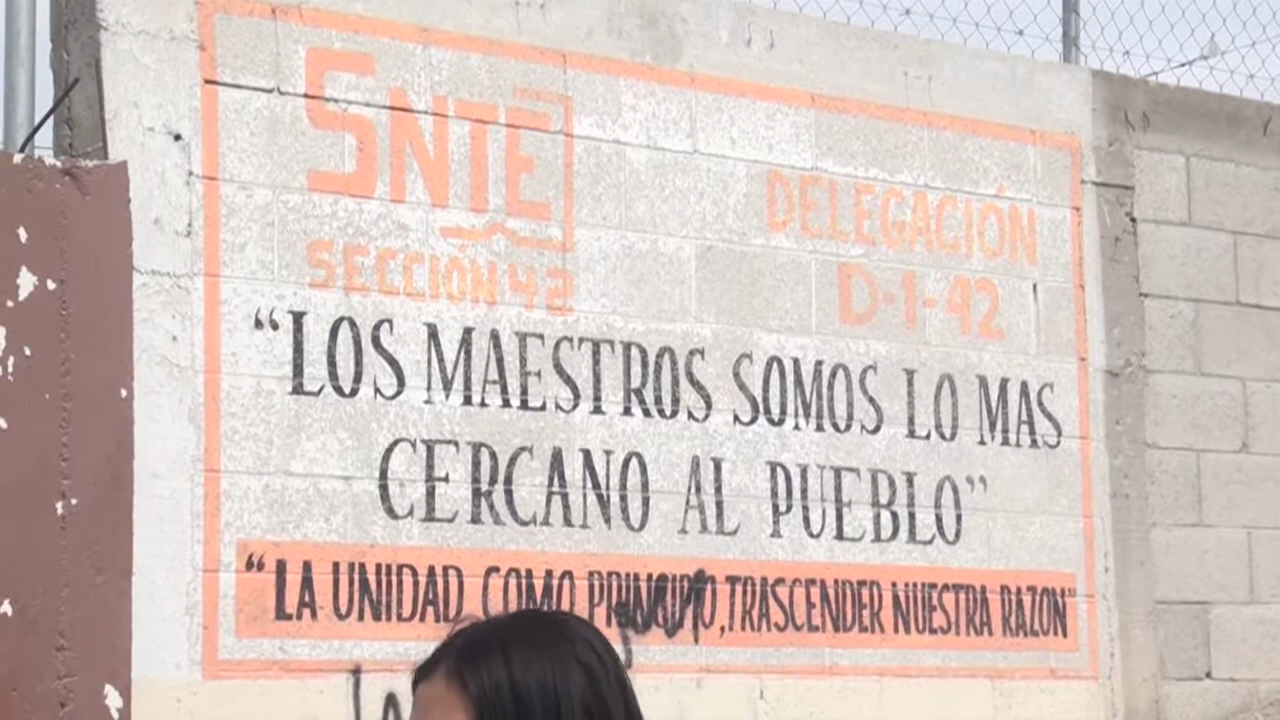 SNTE
SECCION 42
DELEGACIÓN
D-1-42
“LOS MAESTROS SOMOS LO MAS
CERCANO AL PUEBLO”
“LA UNIDAD COMO PRINCIPIO, TRASCENDER NUESTRA RAZON”